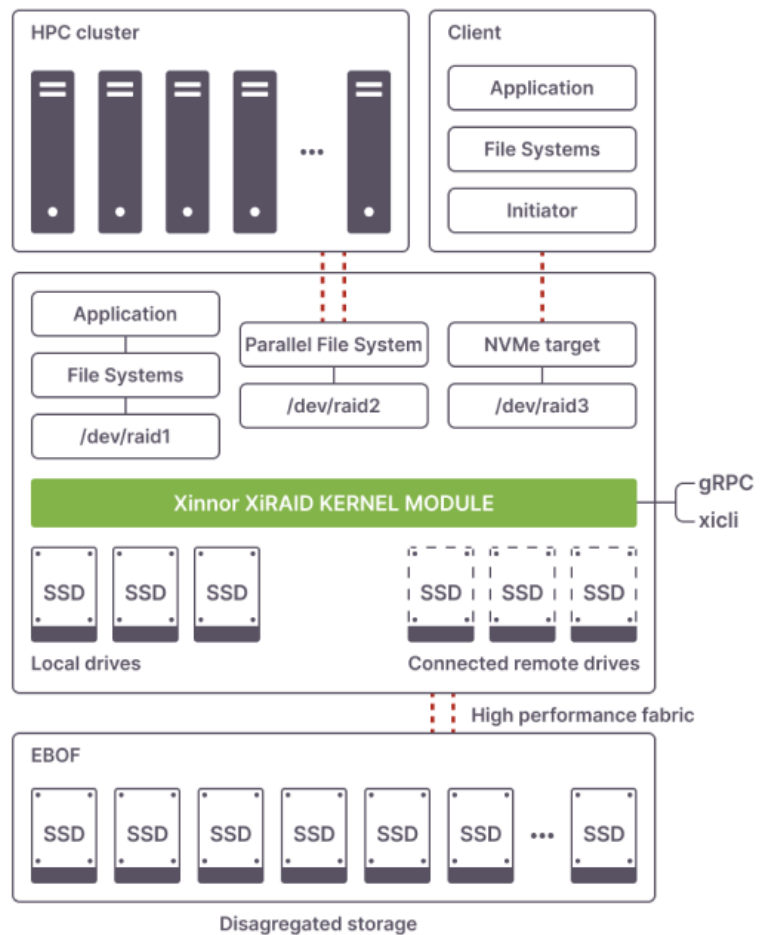 HPC cluster
...
Client
Application
File Systems
Initiator
Application
File Systems
/dev/raid1
Parallel File System
/dev/raid2
NVMe target
/dev/raid3
Xinnor XiRAID KERNEL MODULE
gRPC
xicli
SSD
SSD
SSD
Local drives
SSD
SSD
SSD
Connected remote drives
High performance fabric
EBOF
SSD
SSD
SSD
SSD
SSD
SSD
...
SSD
Disagregated storage